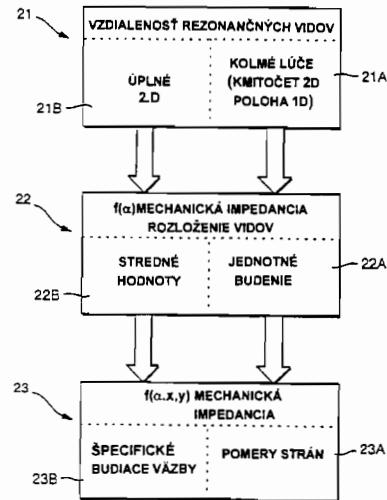 21
VZDIALENOSŤ REZONANČNÝCH VIDOV
ÚPLNÉ
2.D
KOLMÉ LÚČE
(KMITOČET 2D
POLOHA 1D)
21B
21A
22
f(α)MECHANICKÁ IMPEDANCIA
ROZLOŽENIE VIDOV
STREDNÉ
HODNOTY
JEDNOTNÉ
BUDENIE
22B
22A
23
f(α.x,y) MECHANICKÁ
IMPEDANCIA
ŠPECIFICKÉ
BUDIACE VÄZBY
POMERY STRÁN
23B
23A